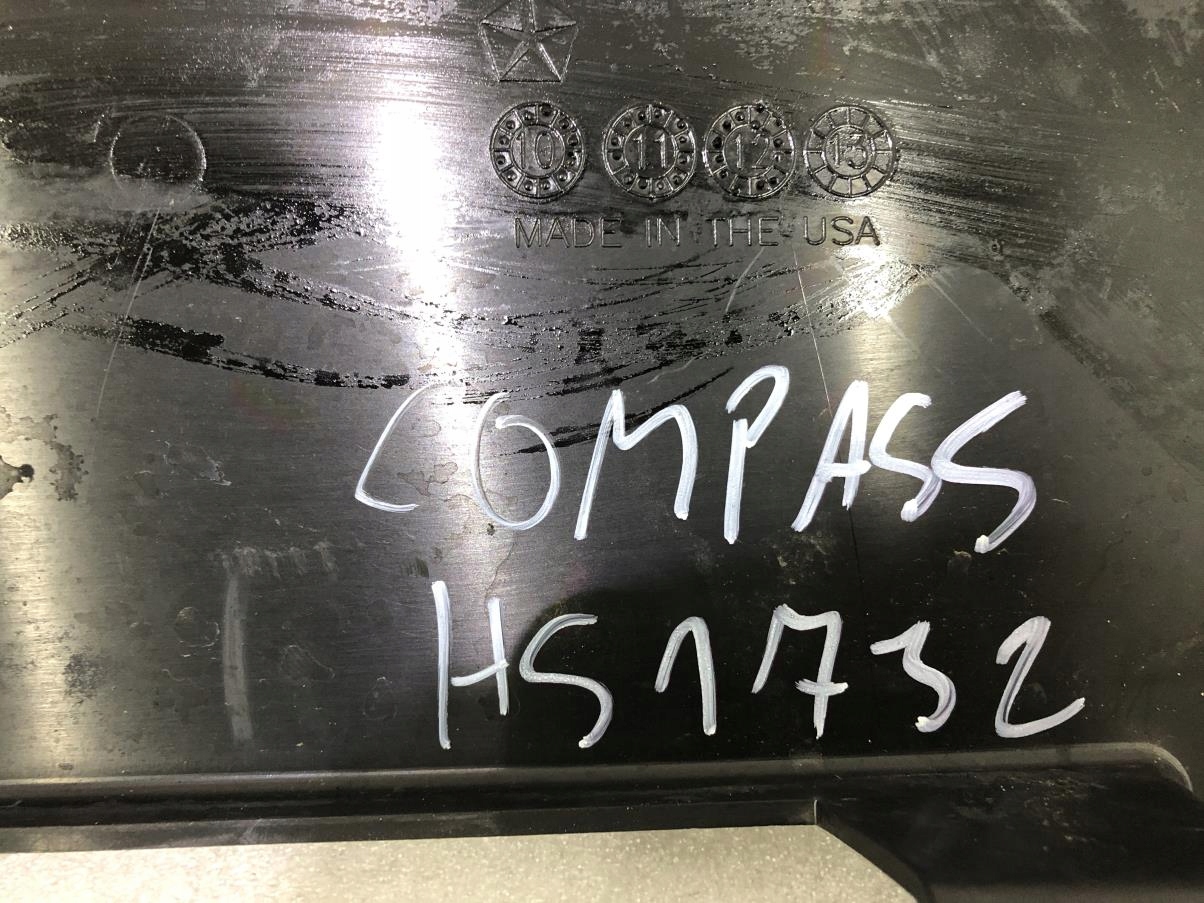 10 11 12 13
MADE IN THE USA
COMPASS
HS1732